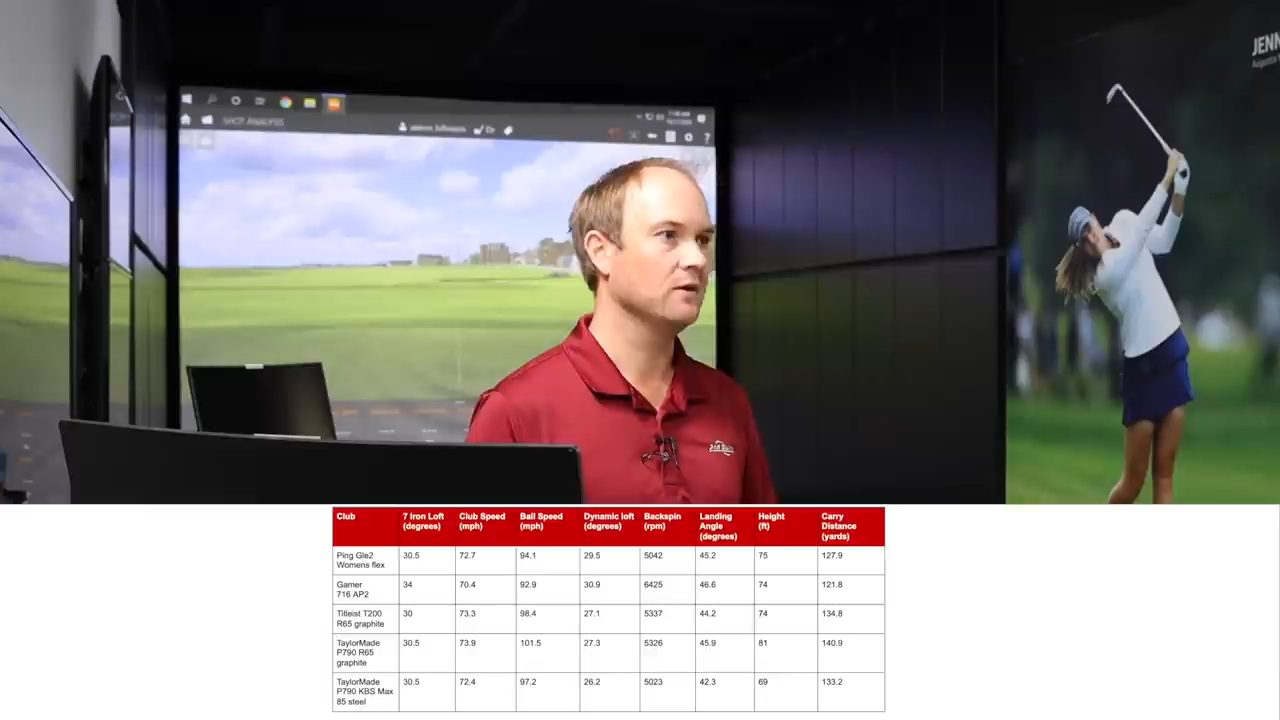 JENN
SHOT ANALYSIS
Club 7 Iron Loft (degrees) Club Speed (mph) Ball Speed (mph) Dynamic loft (degrees) Backspin (rpm) Landing Angle (degrees) Height (ft) Carry Distance (yards)
Ping Gle2 Womens flex 30.5 72.7 94.1 29.5 5042 45.2 75 127.9
Gamer 716 AP2 34 70.4 92.9 30.9 6425 46.6 74 121.8
Titleist T200 R65 graphite 30 73.3 98.4 27.1 5337 44.2 74 134.8
TaylorMade P790 R65 graphite 30.5 73.9 101.5 27.3 5326 45.9 81 140.9
TaylorMade P790 KBS Max 85 steel 30.5 72.4 97.2 26.2 5023 42.3 69 133.2